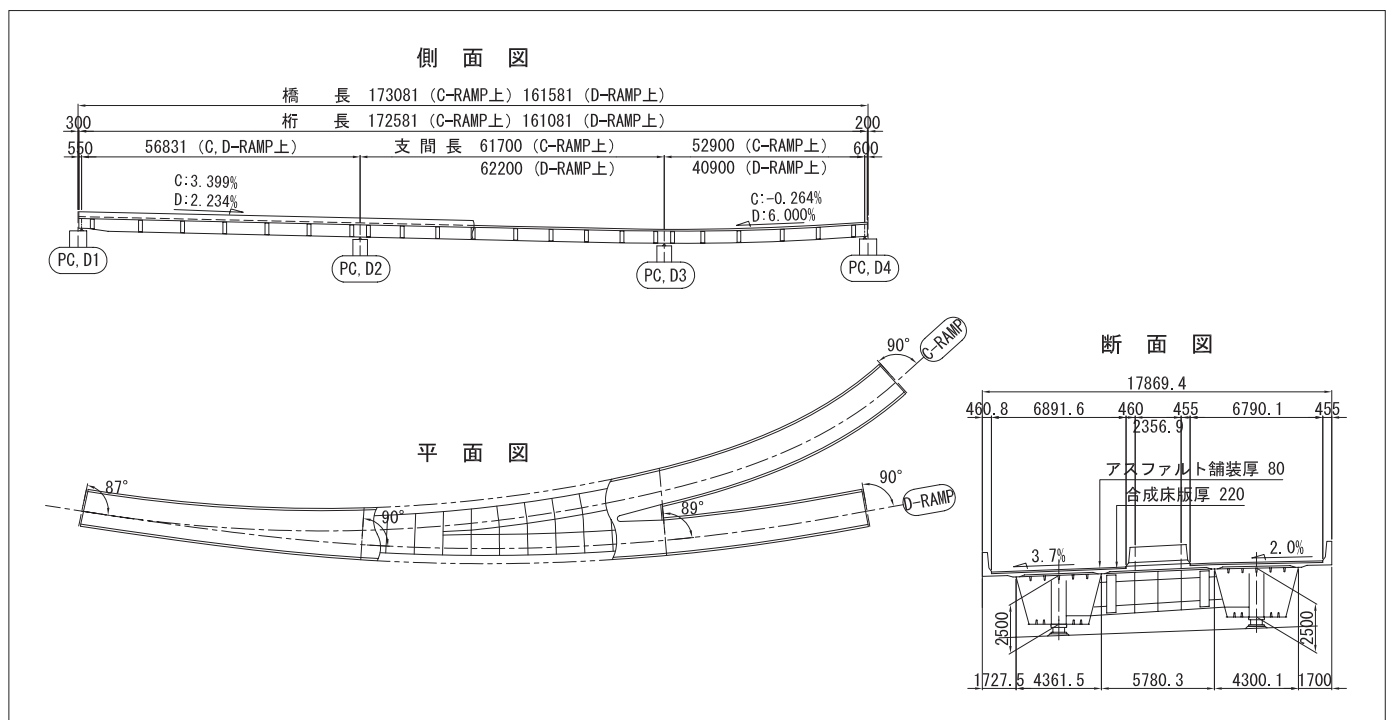 側面図
橋長 173081 (C-RAMP上) 161581 (D-RAMP上)
300 桁長 172581 (C-RAMP上) 161081 (D-RAMP上) 200
550 56831 (C,D-RAMP上) 支間長 61700 (C-RAMP上) 52900 (C-RAMP上) 600
62200 (D-RAMP上) 40900 (D-RAMP上)
C:3.399% C:-0.264%
D:2.234% D:6.000%
PC,D1 PC,D2 PC,D3 PC,D4
平面図
87° 90° 89° 90° 90°
C-RAMP
D-RAMP
断面図
17869.4
460.8 6891.6 460 455 6790.1 455
2356.9
アスファルト舗装厚 80
合成床版厚 220
3.7% 2.0%
2500 2500
1727.5 4361.5 5780.3 4300.1 1700